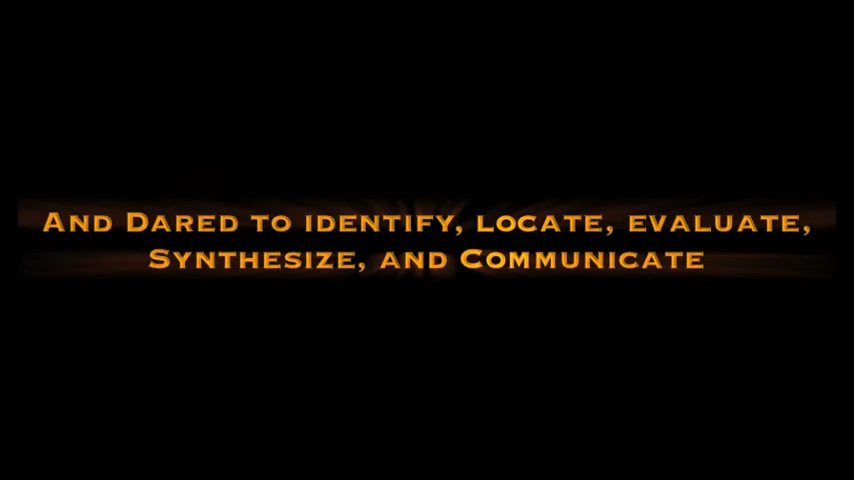 And Dared to identify, locate, evaluate,
Synthesize, and Communicate